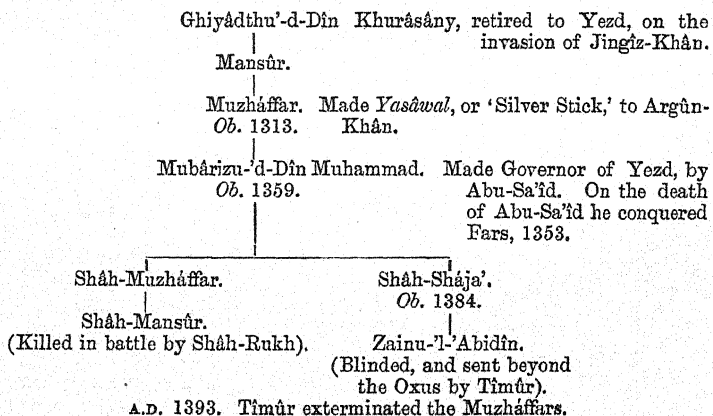 Ghiyâdthu’-d-Dîn Khurâsâny, retired to Yezd, on the
invasion of Jingîz-Khân.
Mansûr.
Muzháffar. Made Yasâwal, or ‘Silver Stick,’ to Argûn-
Ob. 1313. Khân.
Mubârizu-’d-Dîn Muhammad. Made Governor of Yezd, by
Ob. 1359. Abu-Sa’îd. On the death
of Abu-Sa’îd he conquered
Fars, 1353.
Shâh-Muzháffar. Shâh-Shája’.
Ob. 1384.
Shâh-Mansûr.
(Killed in battle by Shâh-Rukh). Zainu-’l-’Abidîn.
(Blinded, and sent beyond
the Oxus by Tîmûr).
A.D. 1393. Tîmûr exterminated the Muzháffars.